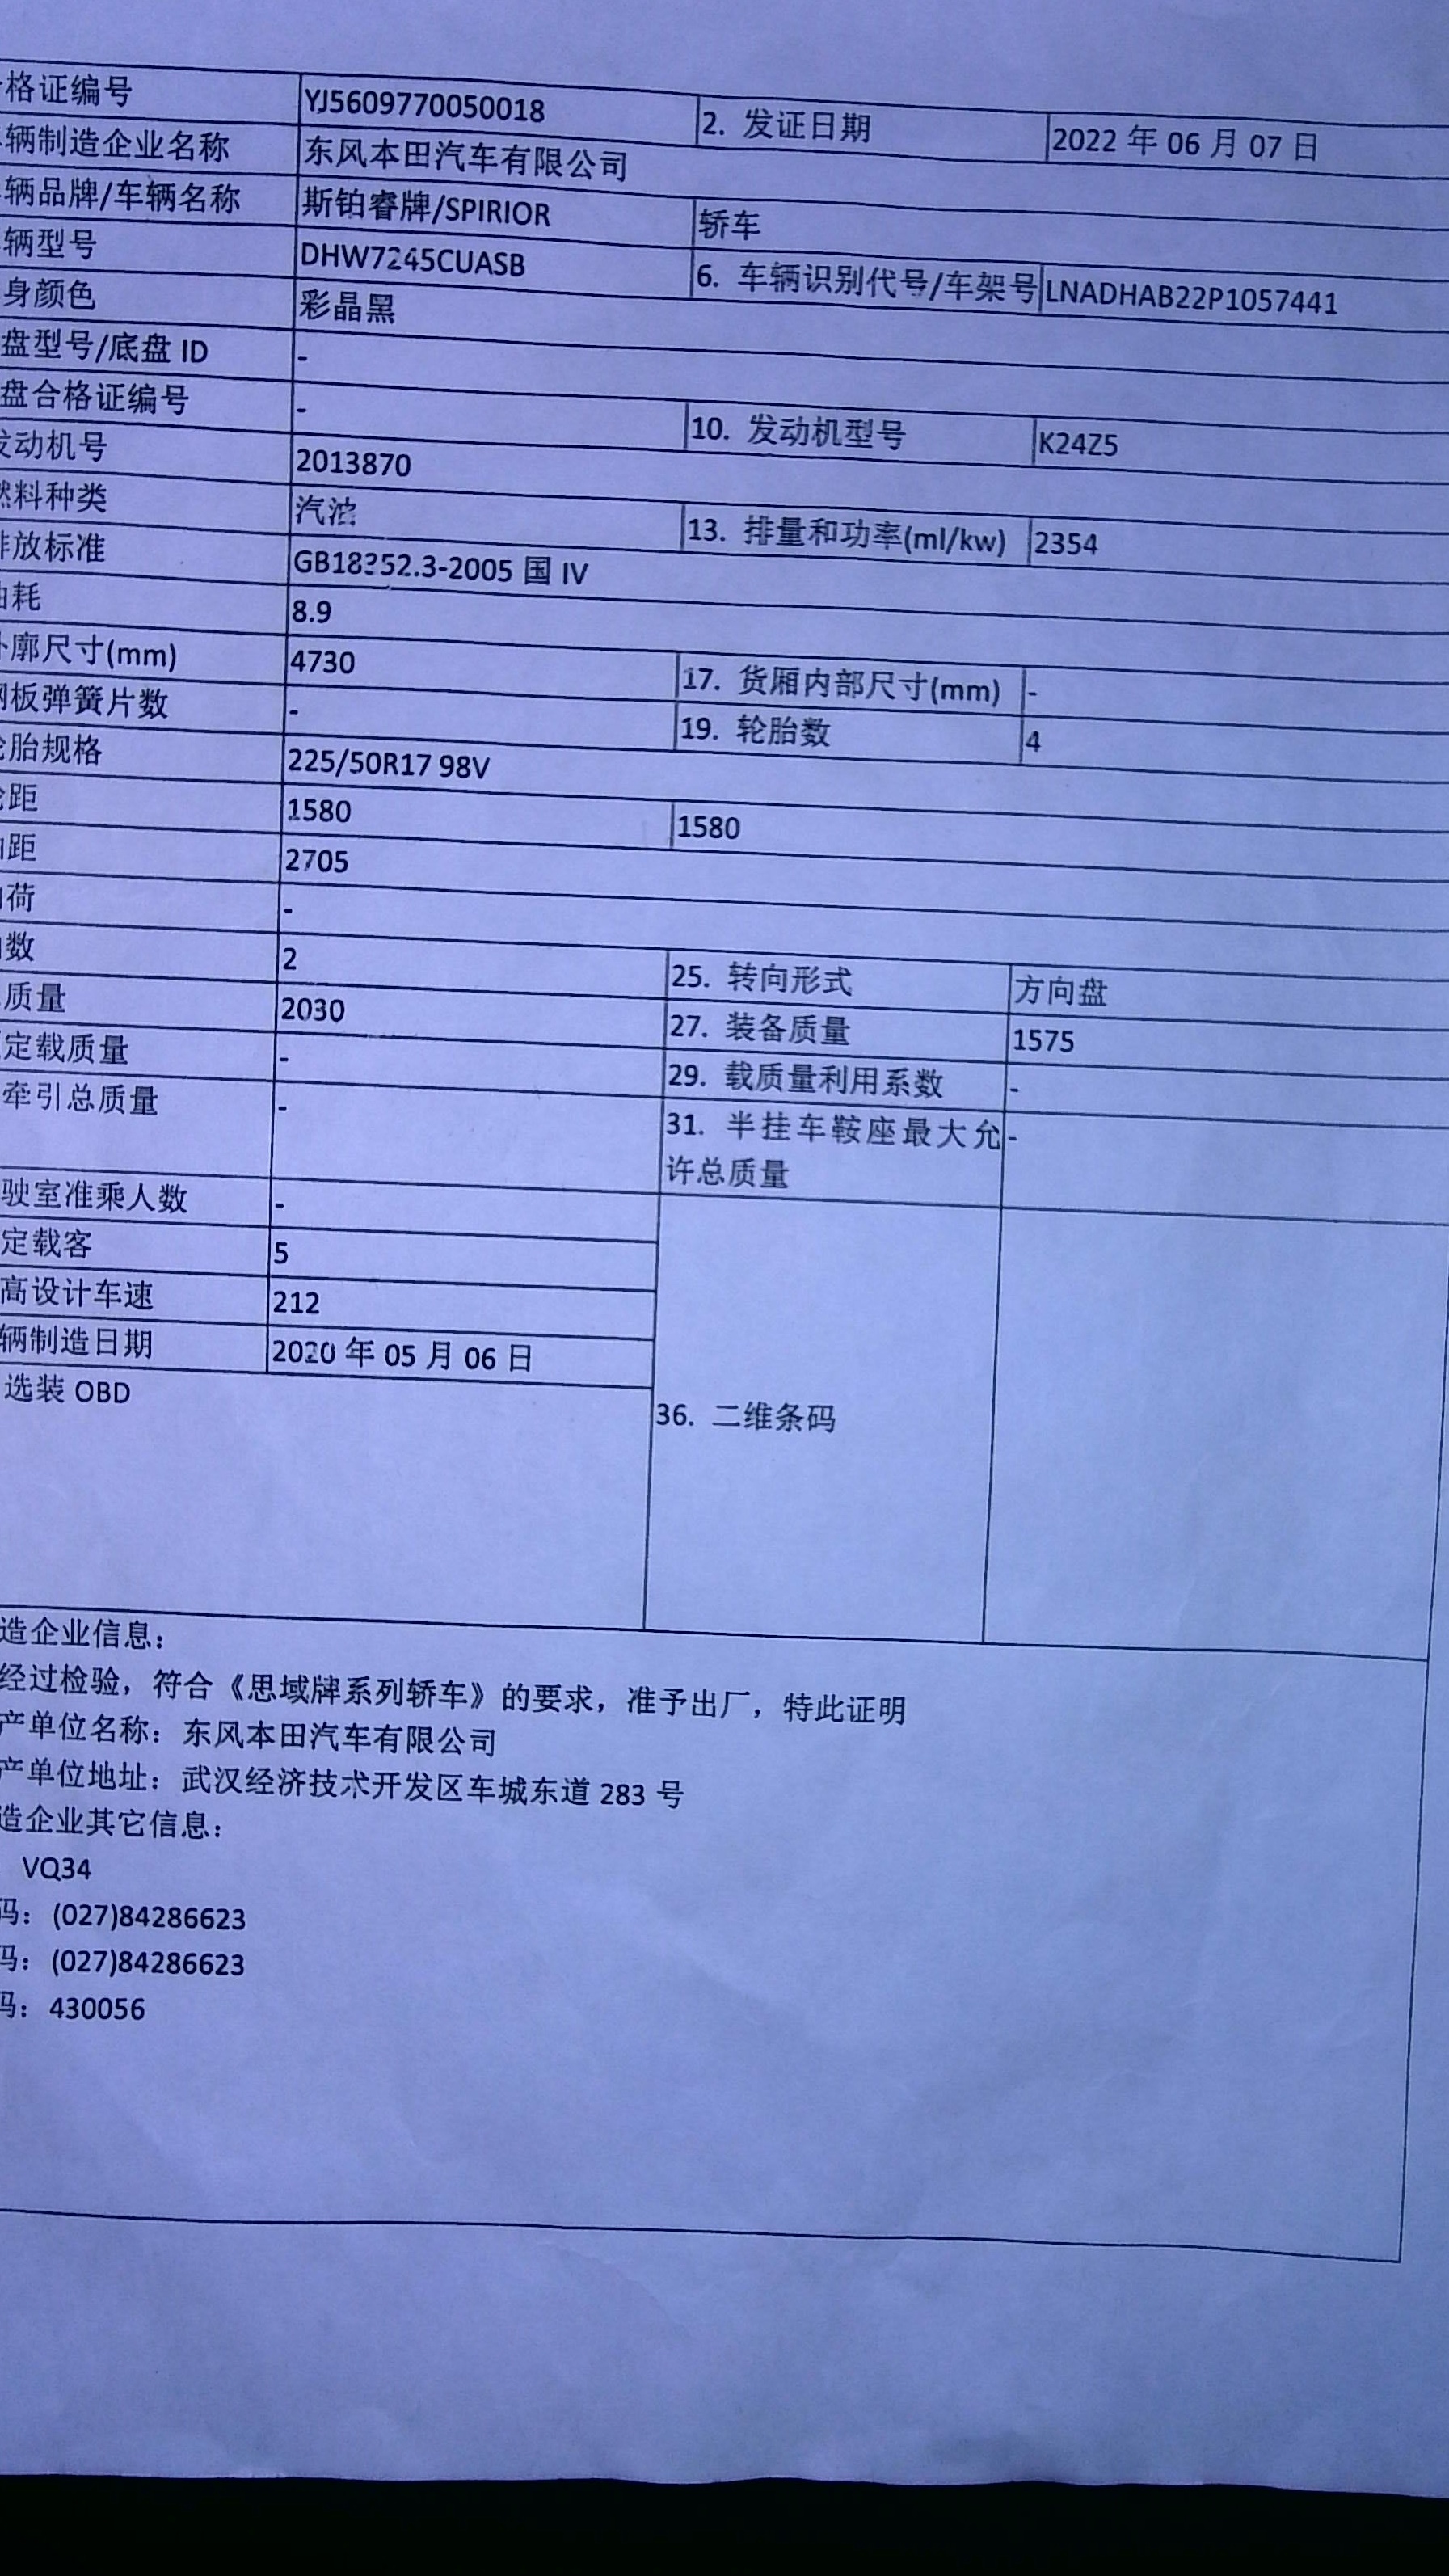 格证编号 YJ5609770050018 2. 发证日期 2022 年 06 月 07 日
辆制造企业名称 东风本田汽车有限公司
辆品牌/车辆名称 斯铂睿牌/SPIRIOR 轿车
辆型号 DHW7245CUASB 6. 车辆识别代号/车架号 LNADHAB22P1057441
身颜色 彩晶黑
盘型号/底盘 ID -
盘合格证编号 - 10. 发动机型号 K24Z5
发动机号 2013870
燃料种类 汽油 13. 排量和功率(ml/kw) 2354
排放标准 GB18352.3-2005 国 IV
油耗 8.9
外廓尺寸(mm) 4730 17. 货厢内部尺寸(mm) -
钢板弹簧片数 - 19. 轮胎数 4
轮胎规格 225/50R17 98V
轮距 1580 1580
轴距 2705
荷 -
数 2 25. 转向形式 方向盘
质量 2030 27. 装备质量 1575
定载质量 - 29. 载质量利用系数 -
牵引总质量 - 31. 半挂车鞍座最大允
许总质量 -
驶室准乘人数 -
定载客 5
高设计车速 212
辆制造日期 2020 年 05 月 06 日
选装 OBD
36. 二维条码
造企业信息：
经过检验，符合《思域牌系列轿车》的要求，准予出厂，特此证明
产单位名称：东风本田汽车有限公司
产单位地址：武汉经济技术开发区车城东道 283 号
造企业其它信息：
VQ34
码：(027)84286623
码：(027)84286623
码：430056